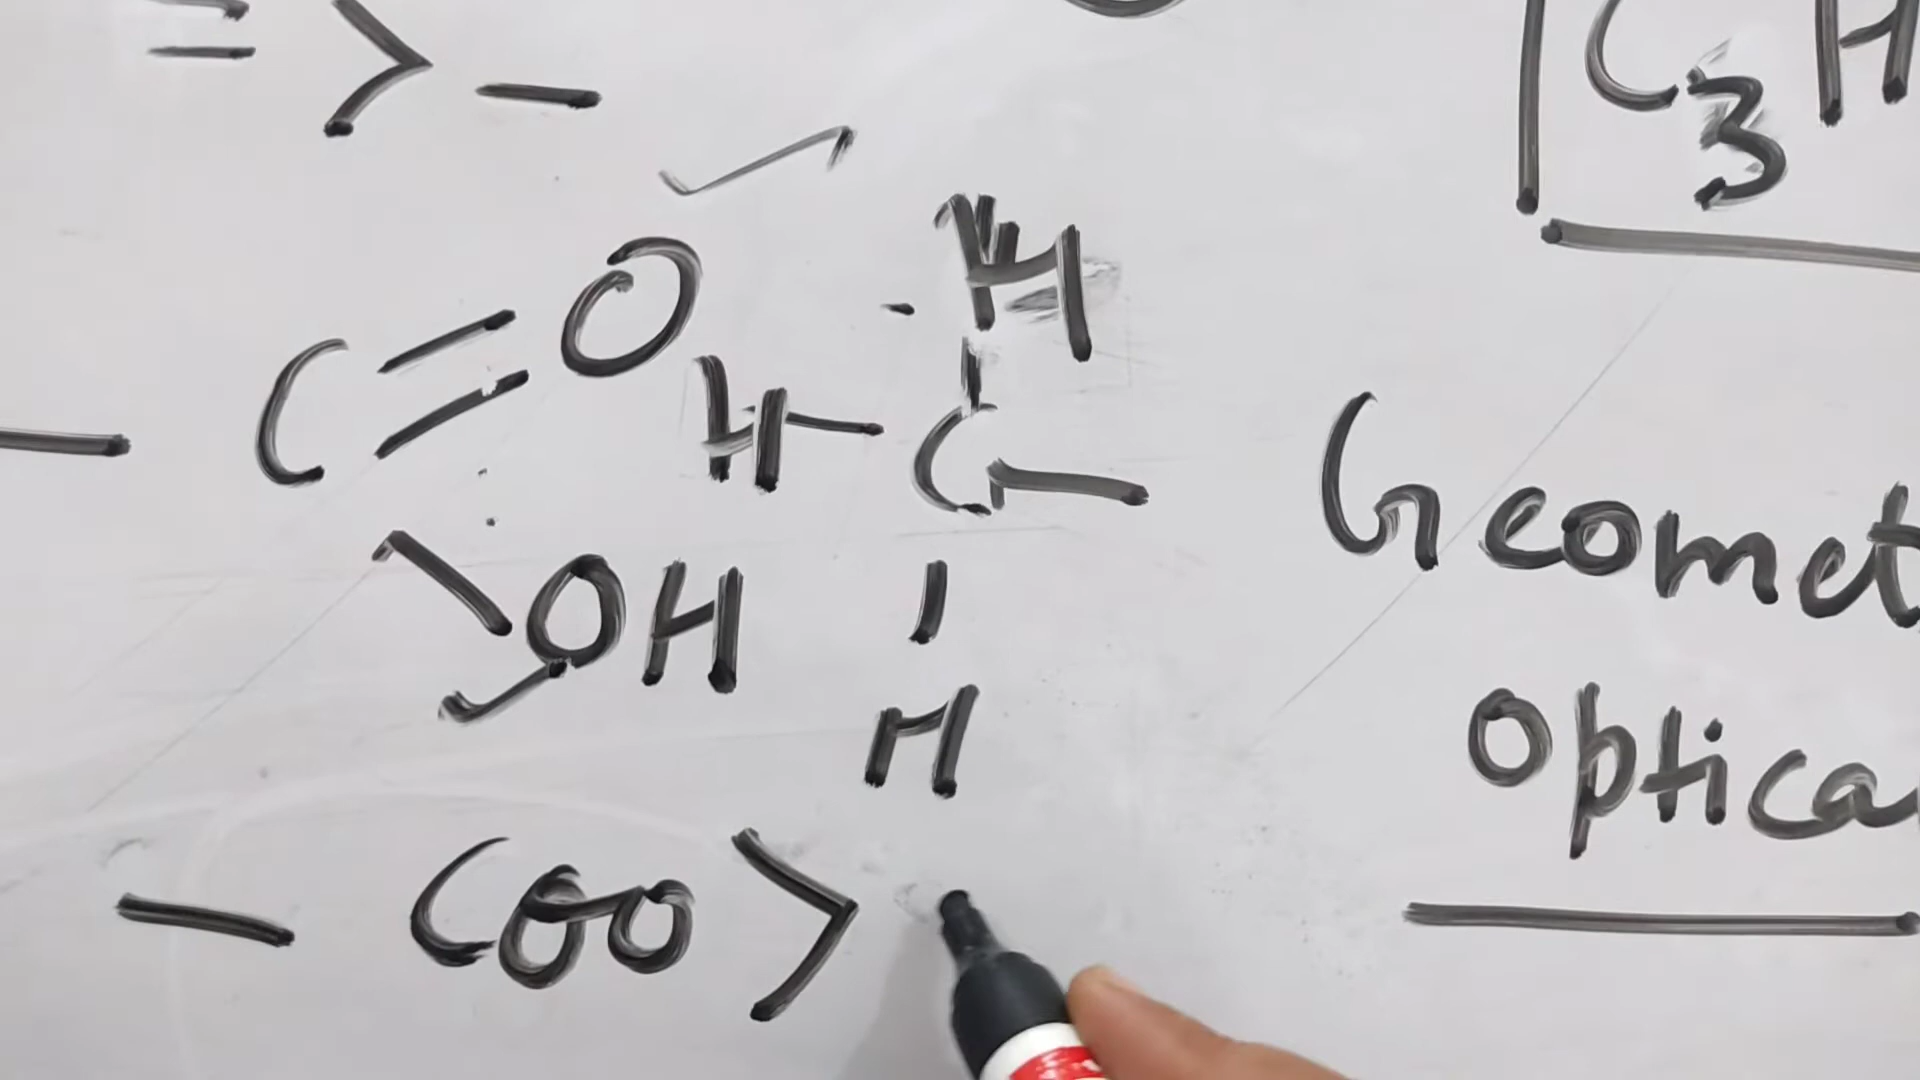 = > -
C3H
- C = O
H
H - C -
H
> OH
Geomet
Optica
- COO >